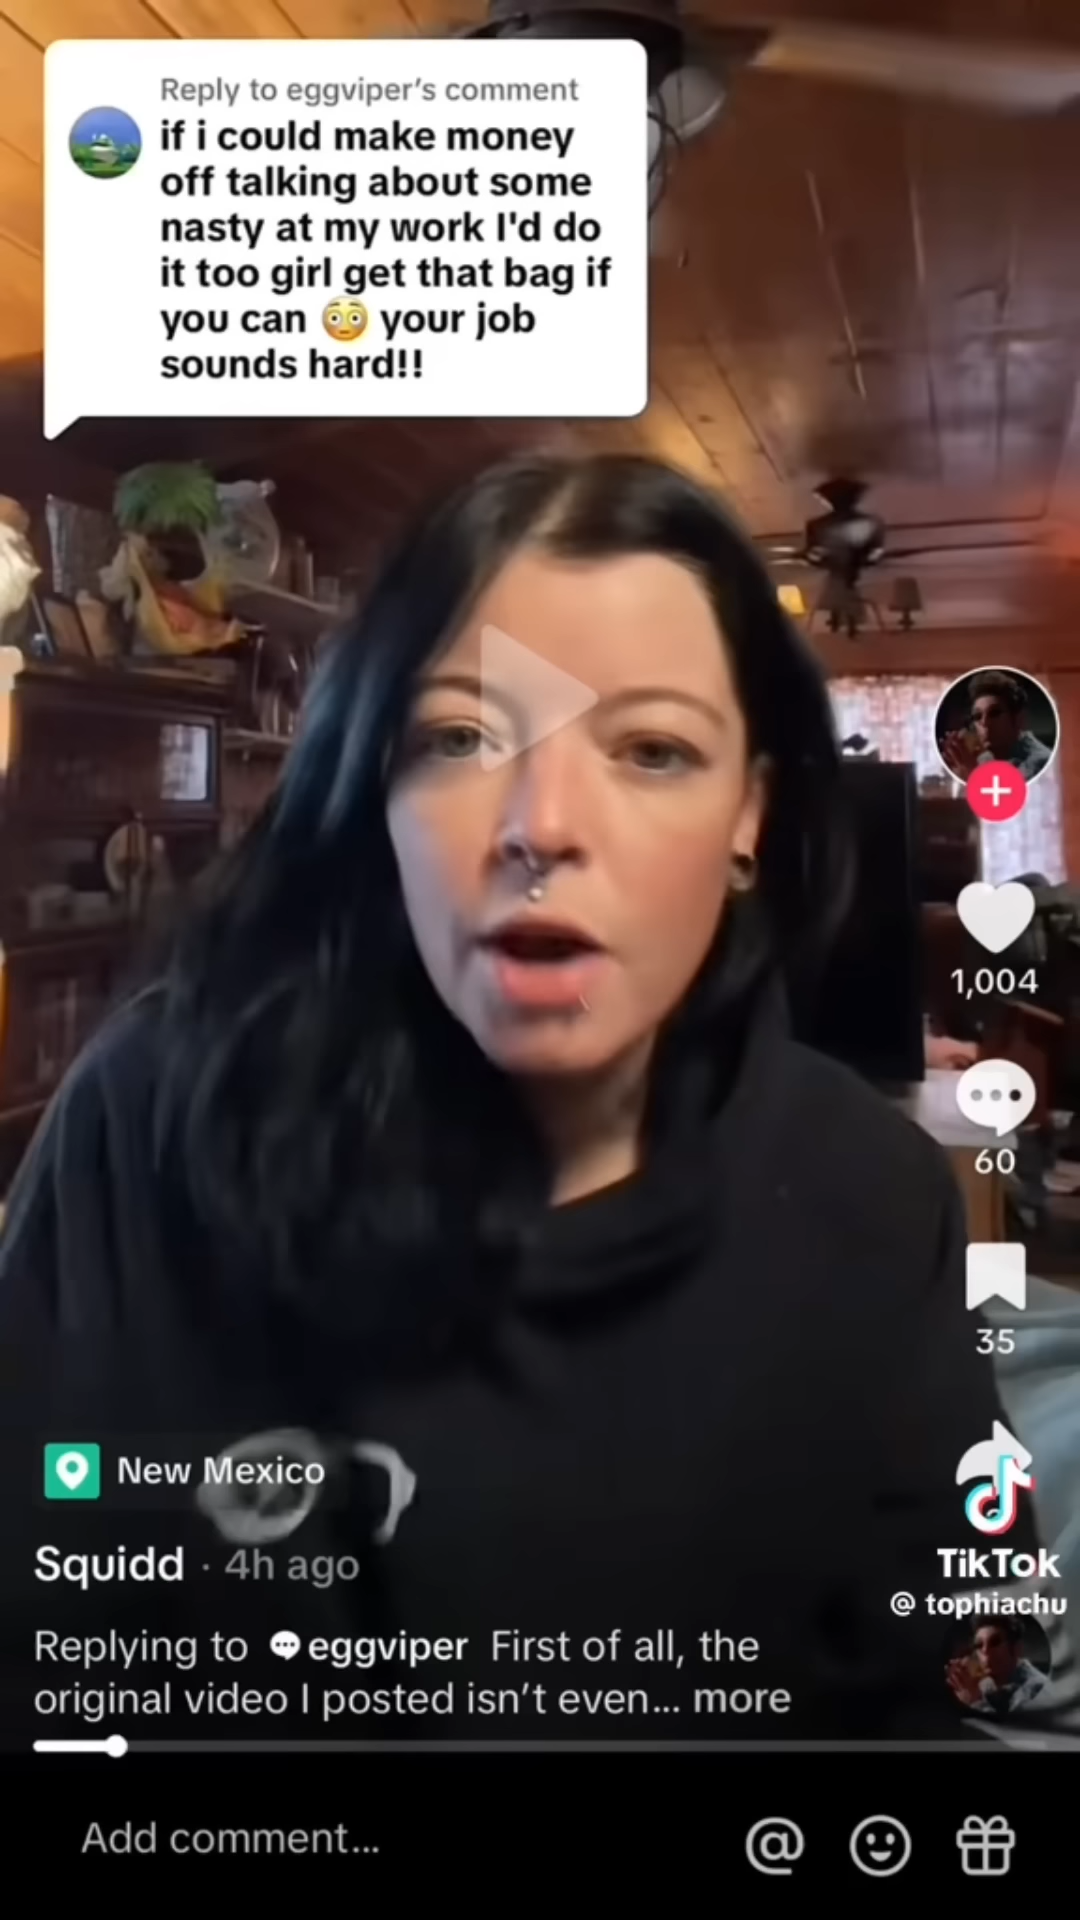 Reply to eggviper's comment
if i could make money
off talking about some
nasty at my work I'd do
it too girl get that bag if
you can 😳 your job
sounds hard!!
1,004
60
35
New Mexico
Squidd · 4h ago
TikTok
@ tophiachu
Replying to eggviper First of all, the
original video I posted isn't even... more
Add comment...